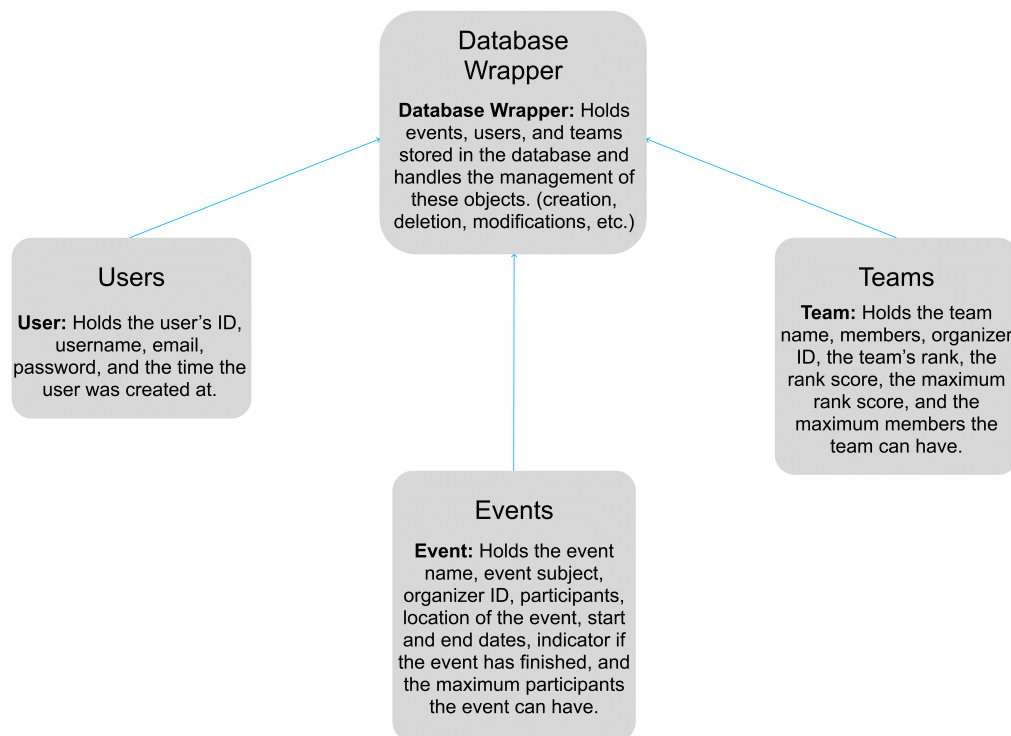 Database
Wrapper
Database Wrapper: Holds
events, users, and teams
stored in the database and
handles the management of
these objects. (creation,
deletion, modifications, etc.)
Users
User: Holds the user’s ID,
username, email,
password, and the time the
user was created at.
Teams
Team: Holds the team
name, members, organizer
ID, the team’s rank, the
rank score, the maximum
rank score, and the
maximum members the
team can have.
Events
Event: Holds the event
name, event subject,
organizer ID, participants,
location of the event, start
and end dates, indicator if
the event has finished, and
the maximum participants
the event can have.